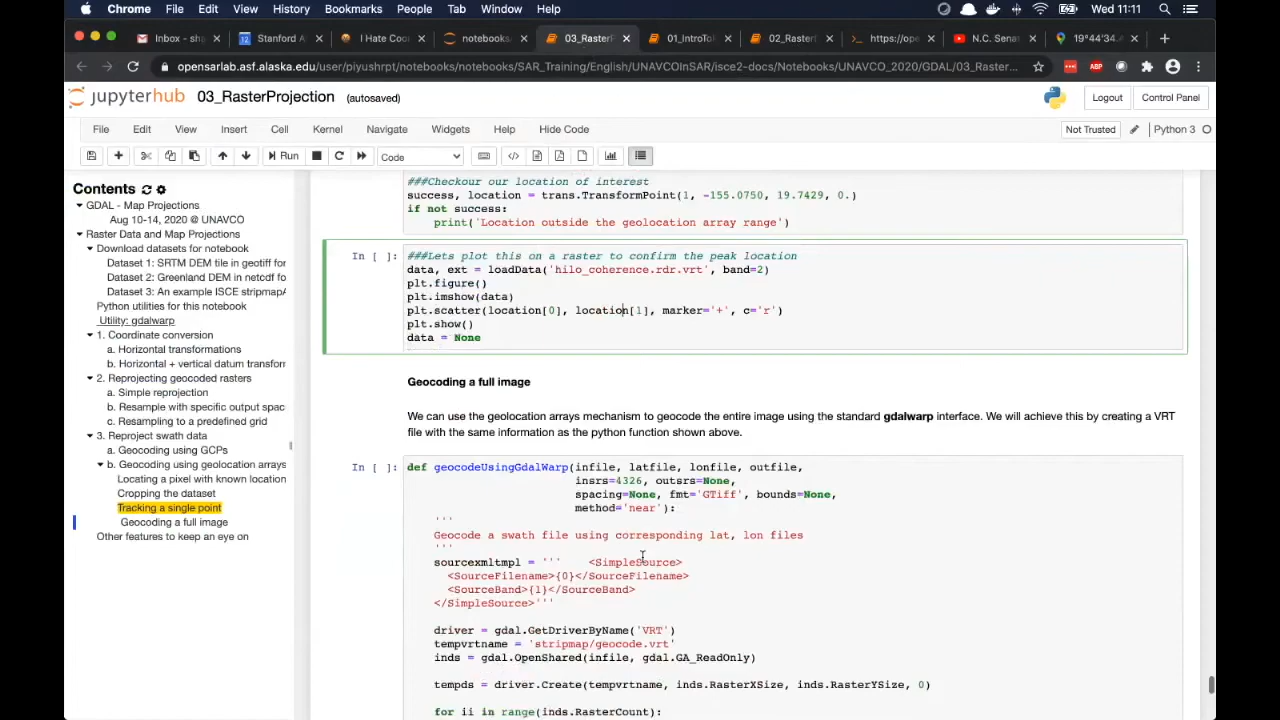 Chrome File Edit View History Bookmarks People Tab Window Help Wed 11:11
Inbox - sh Stanford A I Hate Cou notebooks 03_RasterP 01_IntroTo 02_RasterI https://ope N.C. Senat 19°44'34.4
opensarlab.asf.alaska.edu/user/piyushrpt/notebooks/notebooks/SAR_Training/English/UNAVCOInSAR/isce2-docs/Notebooks/UNAVCO_2020/GDAL/03_Raster... ABP
jupyterhub 03_RasterProjection (autosaved) Logout Control Panel
File Edit View Insert Cell Kernel Navigate Widgets Help Hide Code Not Trusted Python 3
Run Code
Contents
GDAL - Map Projections
Aug 10-14, 2020 @ UNAVCO
Raster Data and Map Projections
Download datasets for notebook
Dataset 1: SRTM DEM tile in geotiff for
Dataset 2: Greenland DEM in netcdf for
Dataset 3: An example ISCE stripmapA
Python utilities for this notebook
Utility: gdalwarp
1. Coordinate conversion
a. Horizontal transformations
b. Horizontal + vertical datum transforn
2. Reprojecting geocoded rasters
a. Simple reprojection
b. Resample with specific output spac
c. Resampling to a predefined grid
3. Reproject swath data
a. Geocoding using GCPs
b. Geocoding using geolocation arrays
Locating a pixel with known location
Cropping the dataset
Tracking a single point
Geocoding a full image
Other features to keep an eye on
###Checkour our location of interest
success, location = trans.TransformPoint(1, -155.0750, 19.7429, 0.)
if not success:
print('Location outside the geolocation array range')
In [ ]: ###Lets plot this on a raster to confirm the peak location
data, ext = loadData('hilo_coherence.rdr.vrt', band=2)
plt.figure()
plt.imshow(data)
plt.scatter(location[0], location[1], marker='+', c='r')
plt.show()
data = None
Geocoding a full image
We can use the geolocation arrays mechanism to geocode the entire image using the standard gdalwarp interface. We will achieve this by creating a VRT
file with the same information as the python function shown above.
In [ ]: def geocodeUsingGdalWarp(infile, latfile, lonfile, outfile,
insrs=4326, outsrs=None,
spacing=None, fmt='GTiff', bounds=None,
method='near'):
'''
Geocode a swath file using corresponding lat, lon files
'''
sourcexmltmpl = ''' <SimpleSource>
<SourceFilename>{0}</SourceFilename>
<SourceBand>{1}</SourceBand>
</SimpleSource>'''
driver = gdal.GetDriverByName('VRT')
tempvrtname = 'stripmap/geocode.vrt'
inds = gdal.OpenShared(infile, gdal.GA_ReadOnly)
tempds = driver.Create(tempvrtname, inds.RasterXSize, inds.RasterYSize, 0)
for ii in range(inds.RasterCount):